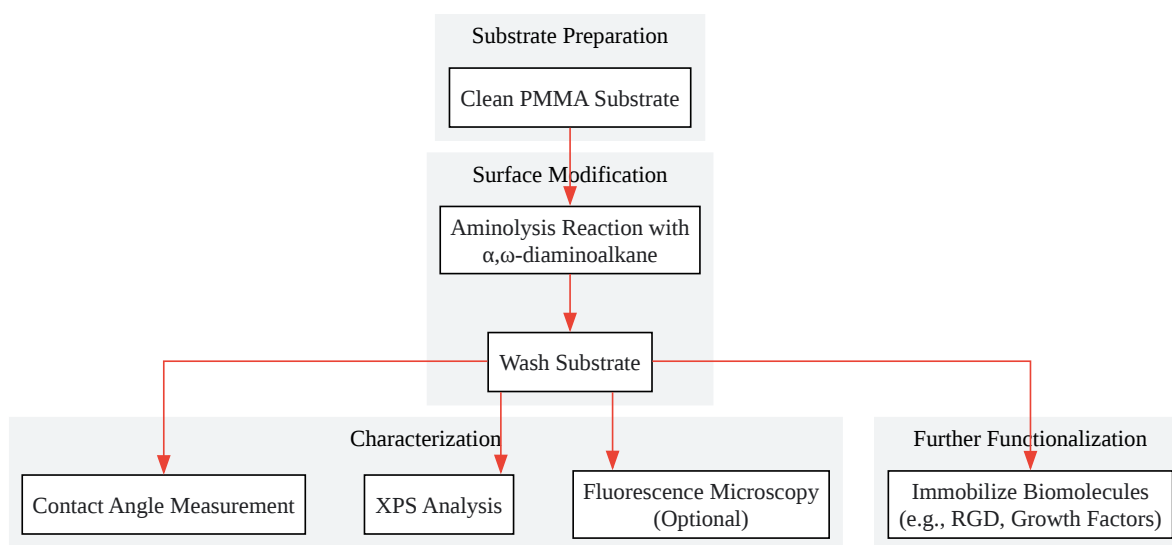 Substrate Preparation
Clean PMMA Substrate
Surface Modification
Aminolysis Reaction with
α,ω-diaminoalkane
Wash Substrate
Characterization
Contact Angle Measurement
XPS Analysis
Fluorescence Microscopy
(Optional)
Further Functionalization
Immobilize Biomolecules
(e.g., RGD, Growth Factors)